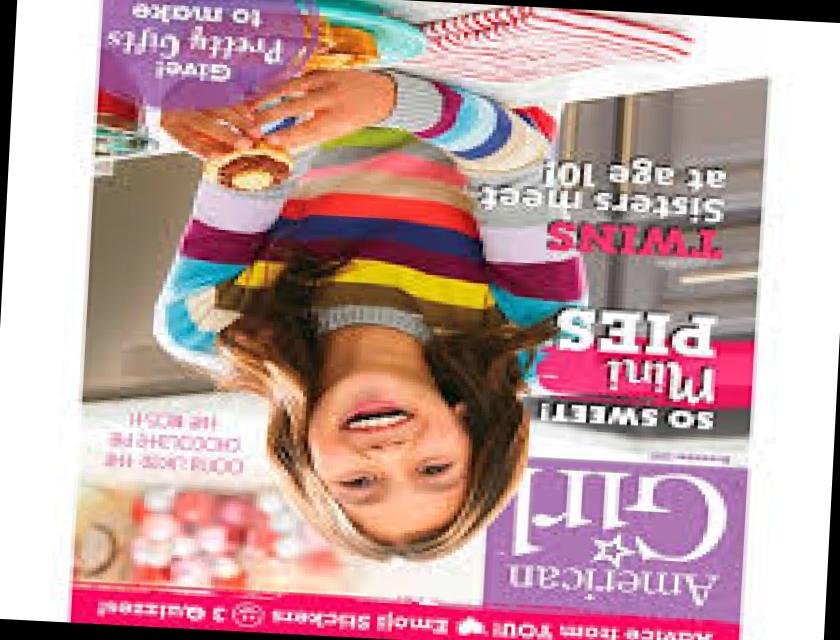 Advice from YOU! Emoji Stickers 3 Quizzes!
American
Girl
SO SWEET!
Mini
PIES
TWINS
Sisters meet
at age 10!
Give!
Pretty Gifts
to make